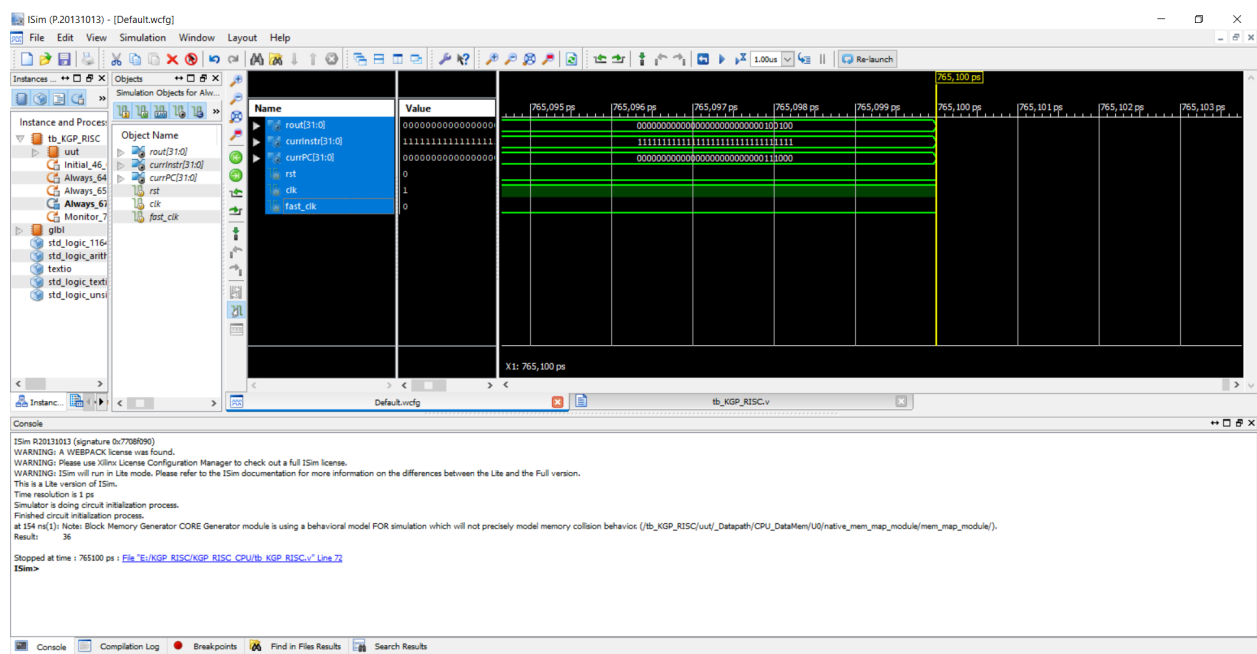 ISim (P.20131013) - [Default.wcfg]
File Edit View Simulation Window Layout Help
1.00us Re-launch
Instances ...
Objects
Simulation Objects for Alw...
Instance and Proces
tb_KGP_RISC
uut
Initial_46_
Always_64
Always_65
Always_67
Monitor_7
glbl
std_logic_116
std_logic_arith
textio
std_logic_texti
std_logic_unsi
Object Name
rout[31:0]
currInstr[31:0]
currPC[31:0]
rst
clk
fast_clk
Name Value
rout[31:0] 0000000000000000
currInstr[31:0] 1111111111111111
currPC[31:0] 0000000000000000
rst 0
clk 1
fast_clk 0
765,100 ps
765,095 ps 765,096 ps 765,097 ps 765,098 ps 765,099 ps 765,100 ps 765,101 ps 765,102 ps 765,103 ps
00000000000000000000000000100100
11111111111111111111111111111111
00000000000000000000000000111000
X1: 765,100 ps
Instanc...
Default.wcfg
tb_KGP_RISC.v
Console
ISim P.20131013 (signature 0x7708f090)
WARNING: A WEBPACK license was found.
WARNING: Please use Xilinx License Configuration Manager to check out a full ISim license.
WARNING: ISim will run in Lite mode. Please refer to the ISim documentation for more information on the differences between the Lite and the Full version.
This is a Lite version of ISim.
Time resolution is 1 ps
Simulator is doing circuit initialization process.
Finished circuit initialization process.
at 154 ns(1): Note: Block Memory Generator CORE Generator module is using a behavioral model FOR simulation which will not precisely model memory collision behavior. (/tb_KGP_RISC/uut/_Datapath/CPU_DataMem/U0/native_mem_map_module/mem_map_module/).
Result: 36
Stopped at time : 765100 ps : File "E:/KGP_RISC/KGP_RISC_CPU/tb_KGP_RISC.v" Line 72
ISim>
Console Compilation Log Breakpoints Find in Files Results Search Results